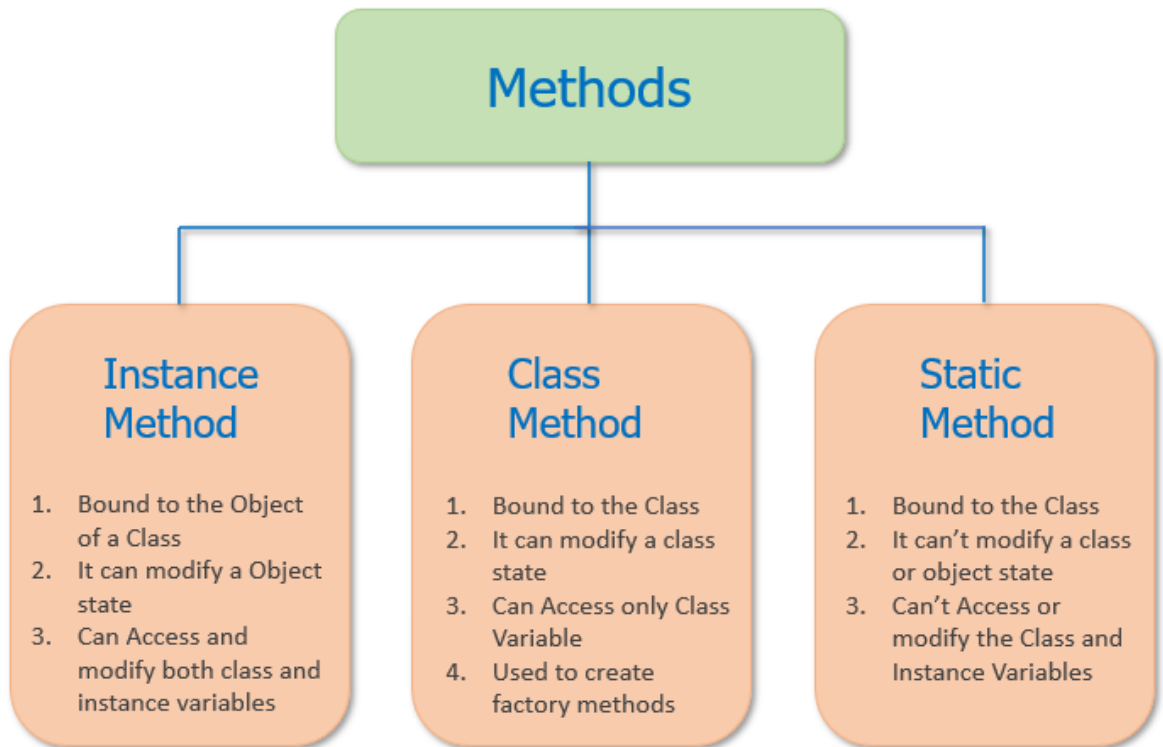 Methods
Instance
Method
1. Bound to the Object
of a Class
2. It can modify a Object
state
3. Can Access and
modify both class and
instance variables
Class
Method
1. Bound to the Class
2. It can modify a class
state
3. Can Access only Class
Variable
4. Used to create
factory methods
Static
Method
1. Bound to the Class
2. It can’t modify a class
or object state
3. Can’t Access or
modify the Class and
Instance Variables